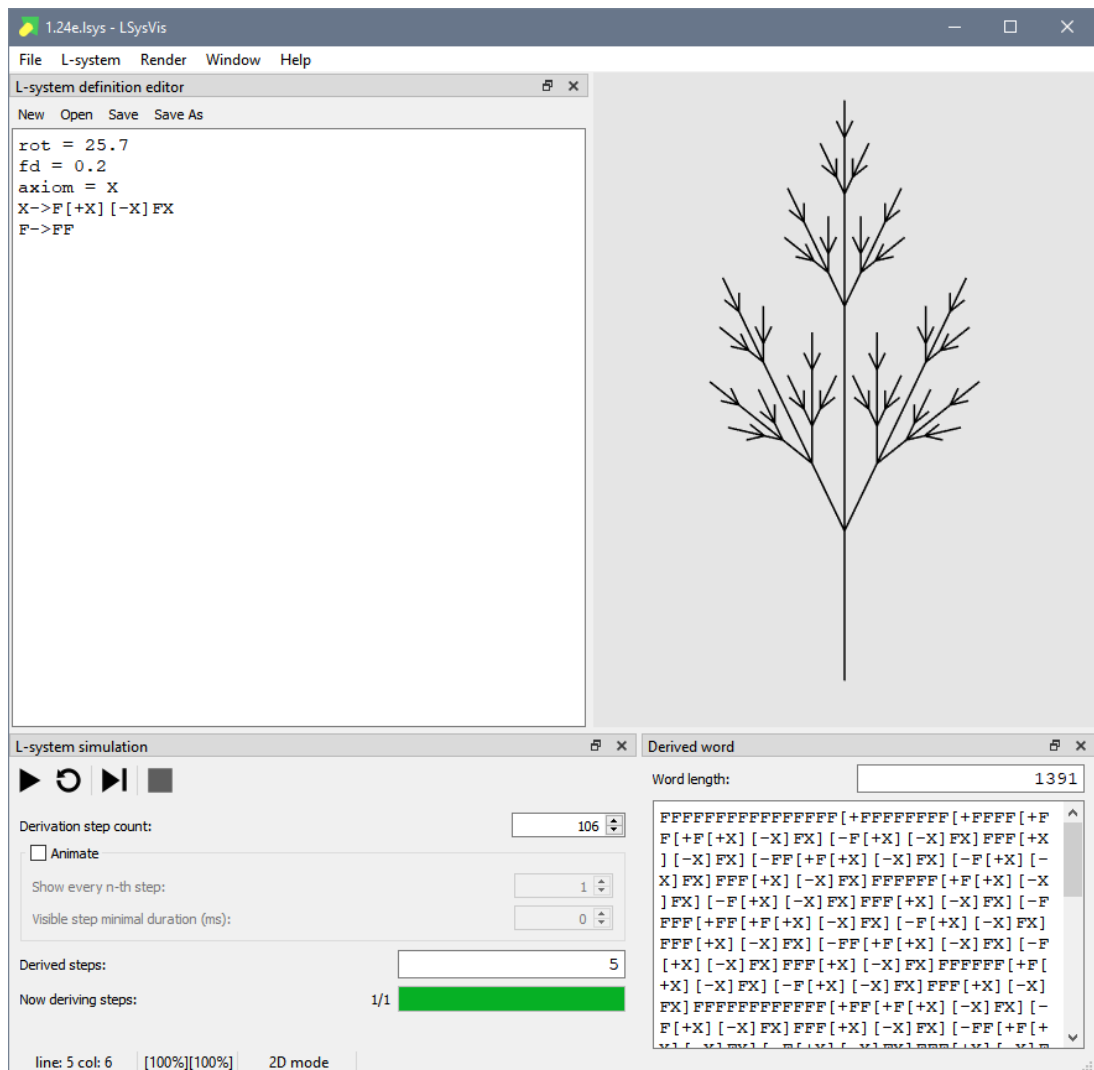 1.24e.lsys - LSysVis
File L-system Render Window Help
L-system definition editor
New Open Save Save As
rot = 25.7
fd = 0.2
axiom = X
X->F[+X][-X]FX
F->FF
L-system simulation
Derivation step count: 106
Animate
Show every n-th step: 1
Visible step minimal duration (ms): 0
Derived steps: 5
Now deriving steps: 1/1
Derived word
Word length: 1391
FFFFFFFFFFFFFFFF[+FFFFFFFF[+FFFF[+F
F[+F[+X][-X]FX][-F[+X][-X]FX]FFF[+X
][-X]FX][-FF[+F[+X][-X]FX][-F[+X][-
X]FX]FFF[+X][-X]FX]FFFFFF[+F[+X][-X
]FX][-F[+X][-X]FX]FFF[+X][-X]FX][-F
FFF[+FF[+F[+X][-X]FX][-F[+X][-X]FX]
FFF[+X][-X]FX][-FF[+F[+X][-X]FX][-F
[+X][-X]FX]FFF[+X][-X]FX]FFFFFF[+F[
+X][-X]FX][-F[+X][-X]FX]FFF[+X][-X]
FX]FFFFFFFFFFFF[+FF[+F[+X][-X]FX][-
F[+X][-X]FX]FFF[+X][-X]FX][-FF[+F[+
line: 5 col: 6 [100%][100%] 2D mode